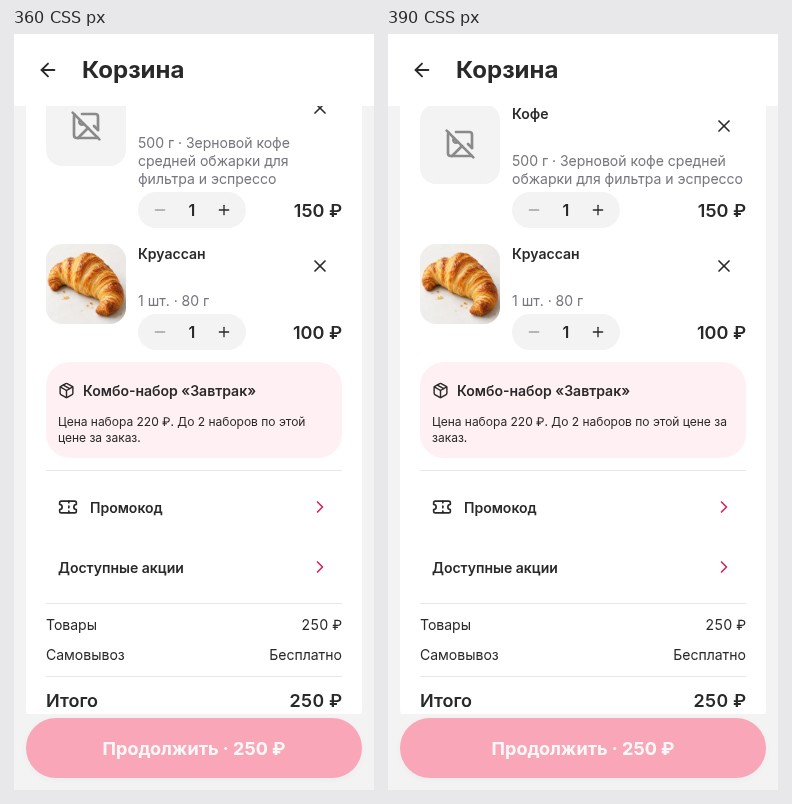 360 CSS px
Корзина
500 г · Зерновой кофе
средней обжарки для
фильтра и эспрессо
1
150 ₽
Круассан
1 шт. · 80 г
1
100 ₽
Комбо-набор «Завтрак»
Цена набора 220 ₽. До 2 наборов по этой
цене за заказ.
Промокод
Доступные акции
Товары
250 ₽
Самовывоз
Бесплатно
Итого
250 ₽
Продолжить · 250 ₽
390 CSS px
Корзина
Кофе
500 г · Зерновой кофе средней
обжарки для фильтра и эспрессо
1
150 ₽
Круассан
1 шт. · 80 г
1
100 ₽
Комбо-набор «Завтрак»
Цена набора 220 ₽. До 2 наборов по этой цене за
заказ.
Промокод
Доступные акции
Товары
250 ₽
Самовывоз
Бесплатно
Итого
250 ₽
Продолжить · 250 ₽